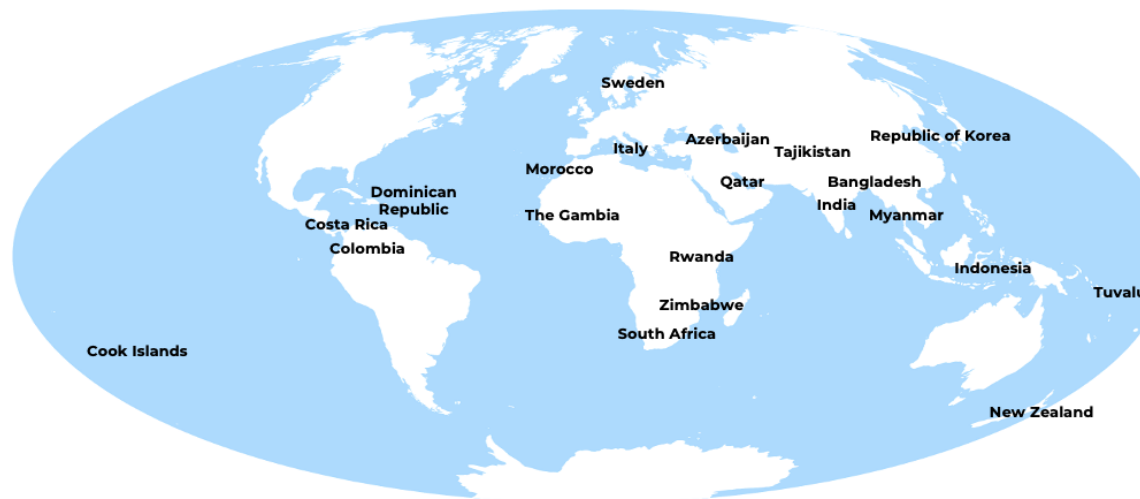 Sweden
Republic of Korea
Azerbaijan
Italy
Tajikistan
Morocco
Qatar
Bangladesh
Dominican
Republic
India
The Gambia
Myanmar
Costa Rica
Colombia
Rwanda
Indonesia
Tuvalu
Zimbabwe
South Africa
Cook Islands
New Zealand